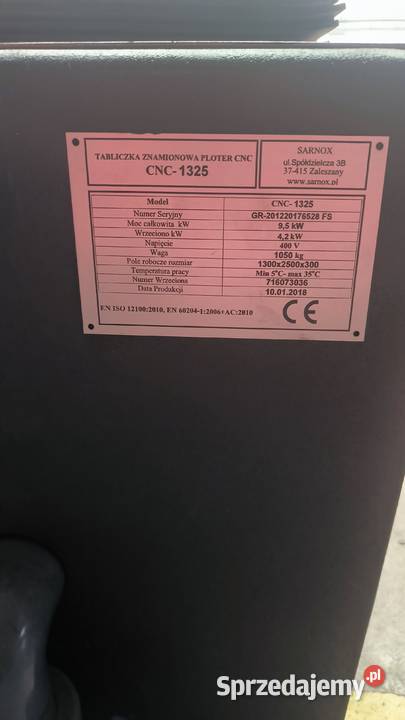 TABLICZKA ZNAMIONOWA PLOTER CNC
CNC-1325
SARNOX
ul.Spółdzielcza 3B
37-415 Zaleszany
www.sarnox.pl
Model CNC-1325
Numer Seryjny GR-201220176528 FS
Moc całkowita kW 9,5 kW
Wrzeciono kW 4,2 kW
Napięcie 400 V
Waga 1050 kg
Pole robocze rozmiar 1300x2500x300
Temperatura pracy Min 5°C- max 35°C
Numer Wrzeciona 716073036
Data Produkcji 10.01.2018
EN ISO 12100:2010, EN 60204-1:2006+AC:2010
CE
Sprzedajemy.pl